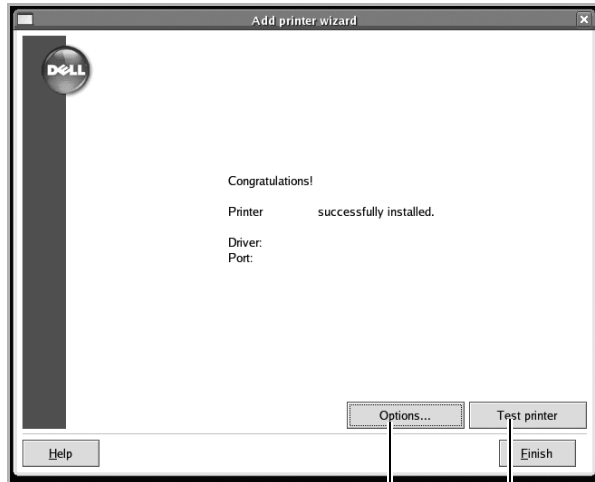 Add printer wizard
DELL
Congratulations!
Printer successfully installed.
Driver:
Port:
Options...
Test printer
Help
Finish